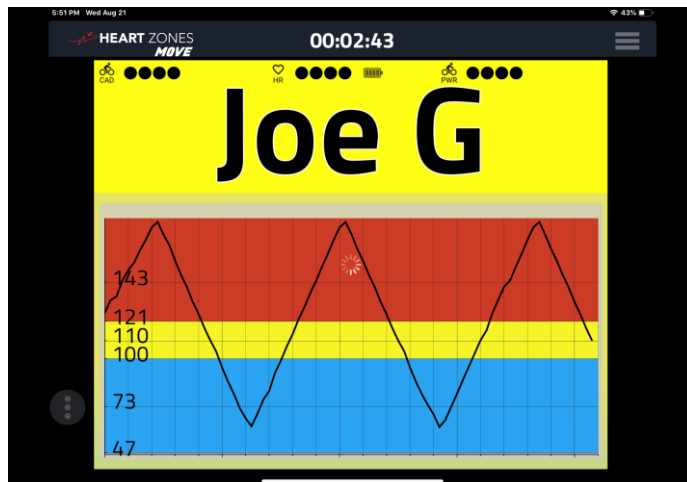 5:51 PM Wed Aug 21 43%
HEART ZONES MOVE 00:02:43
CAD HR PWR
Joe G
143
121
110
100
73
47